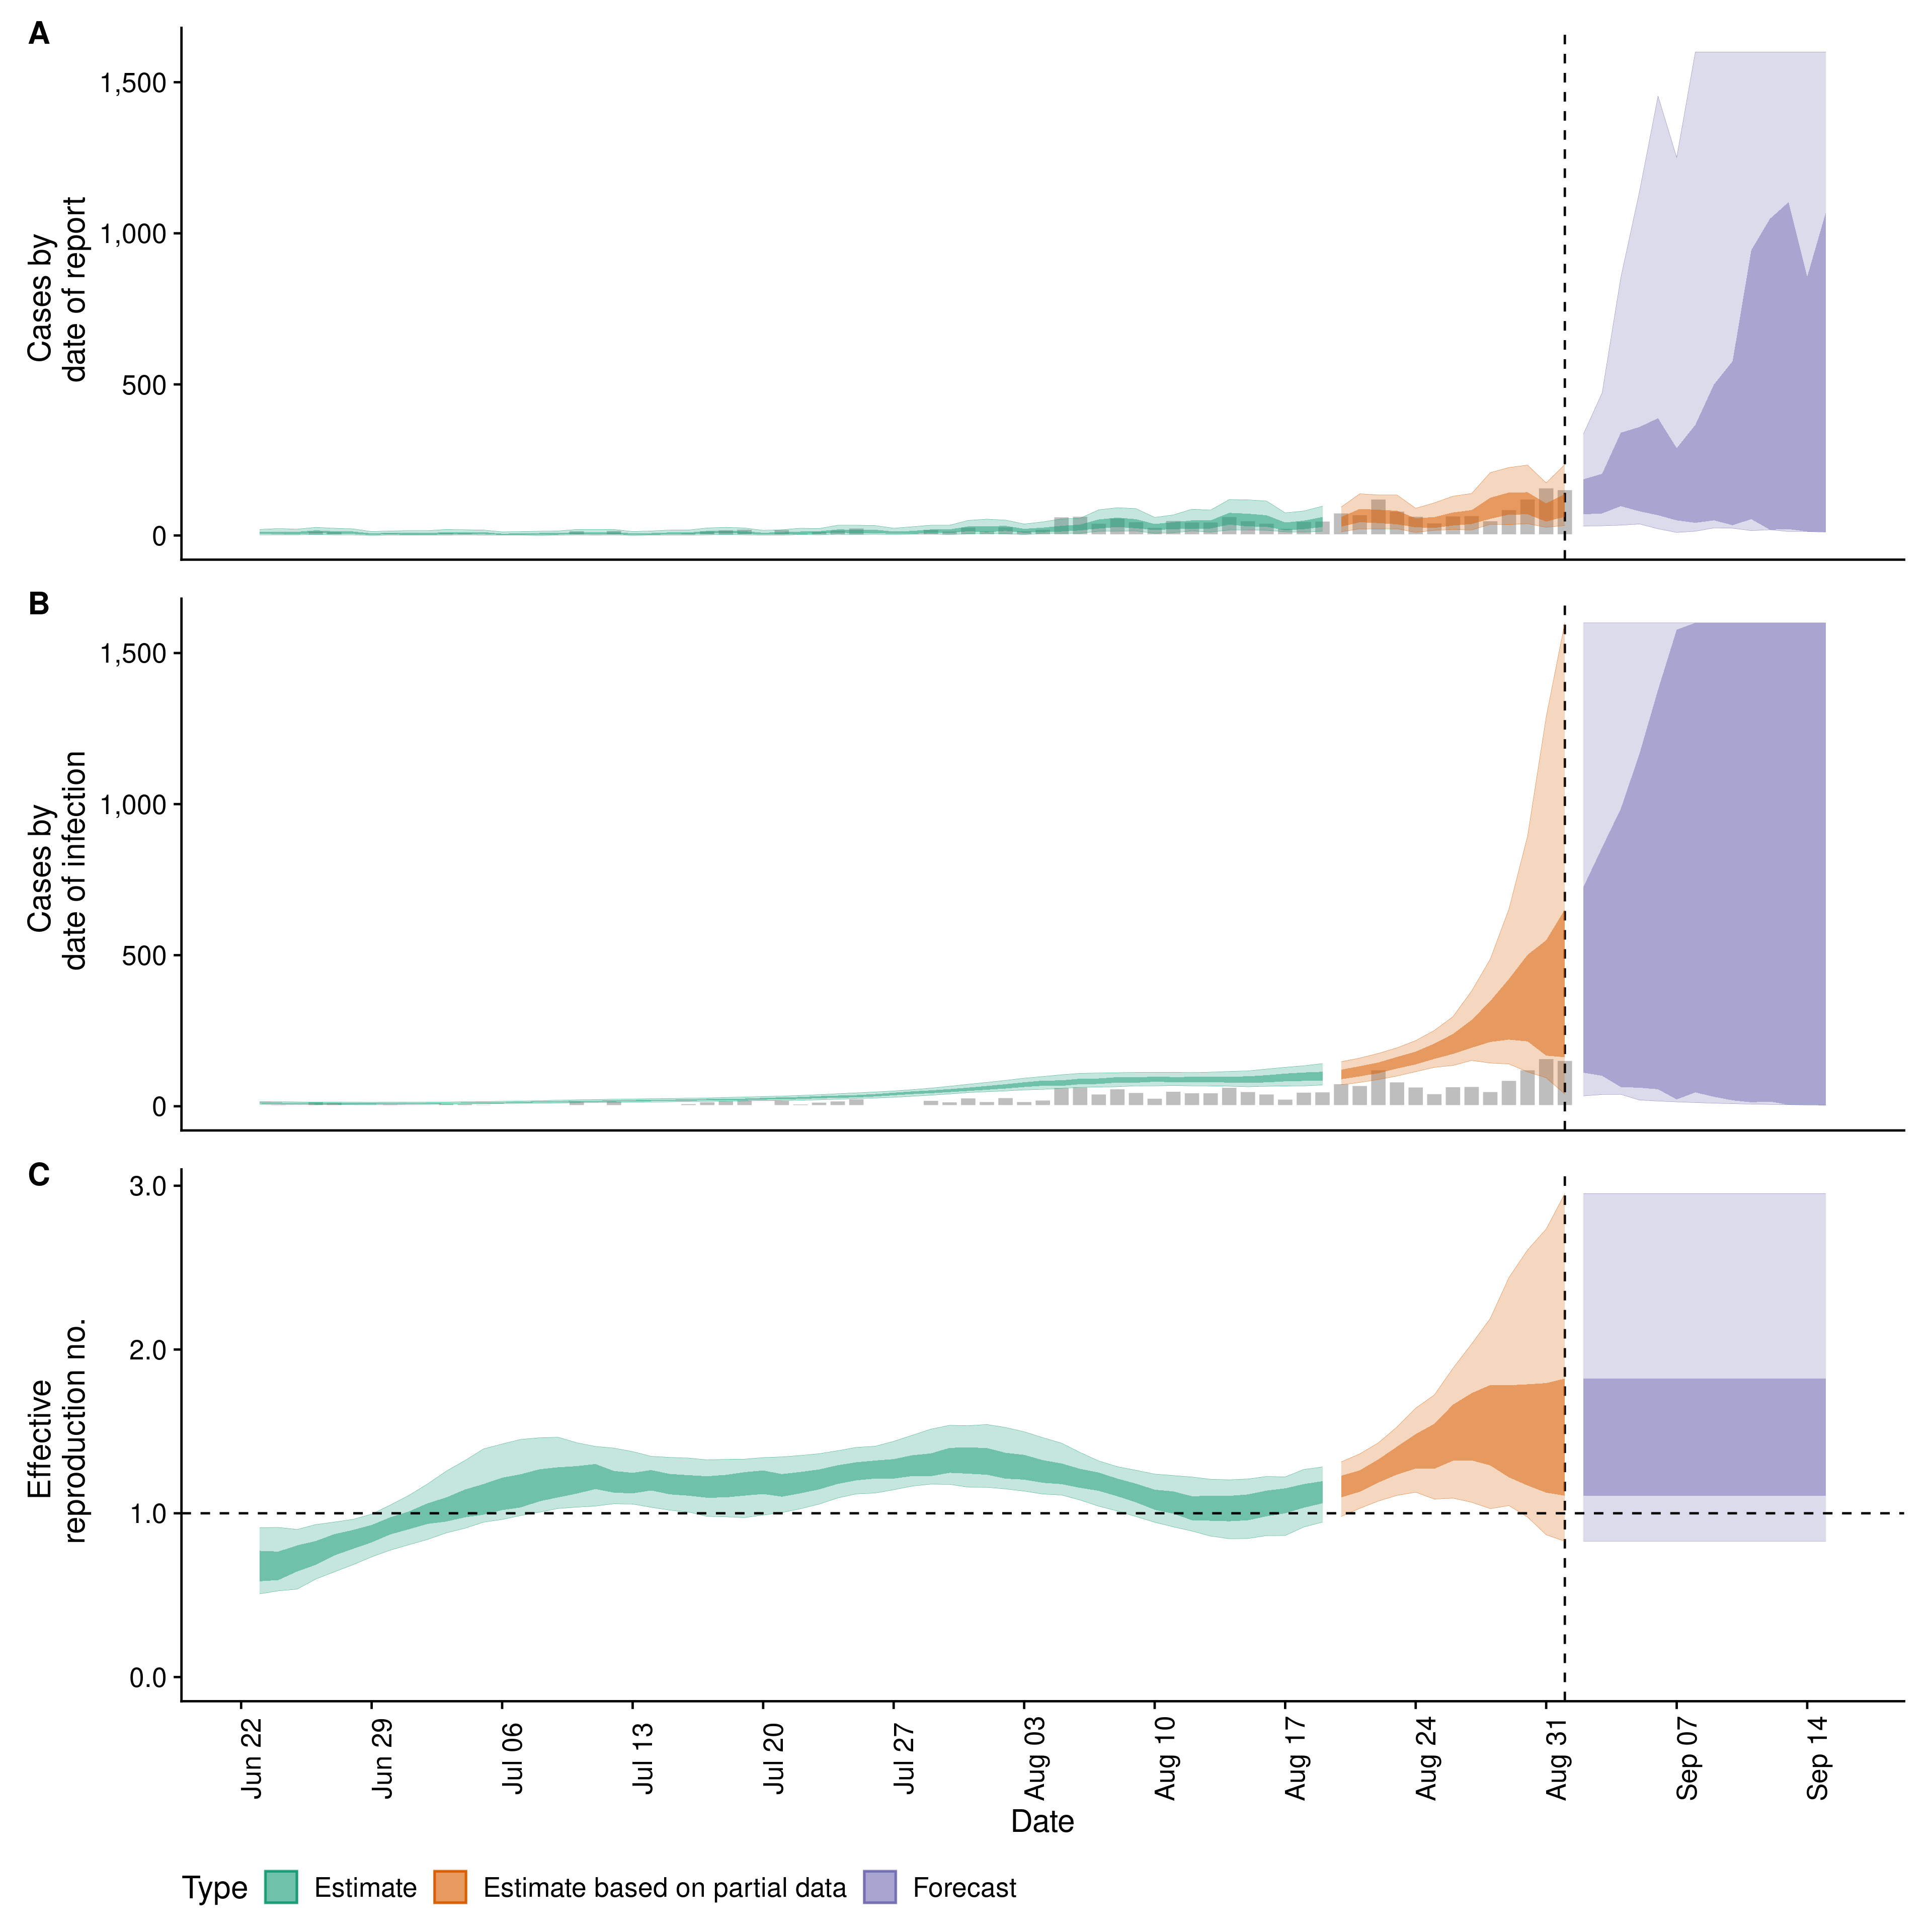 A
Cases by
date of report
1,500
1,000
500
0
B
Cases by
date of infection
1,500
1,000
500
0
C
Effective
reproduction no.
3.0
2.0
1.0
0.0
Jun 22
Jun 29
Jul 06
Jul 13
Jul 20
Jul 27
Aug 03
Aug 10
Aug 17
Aug 24
Aug 31
Sep 07
Sep 14
Date
Type Estimate Estimate based on partial data Forecast